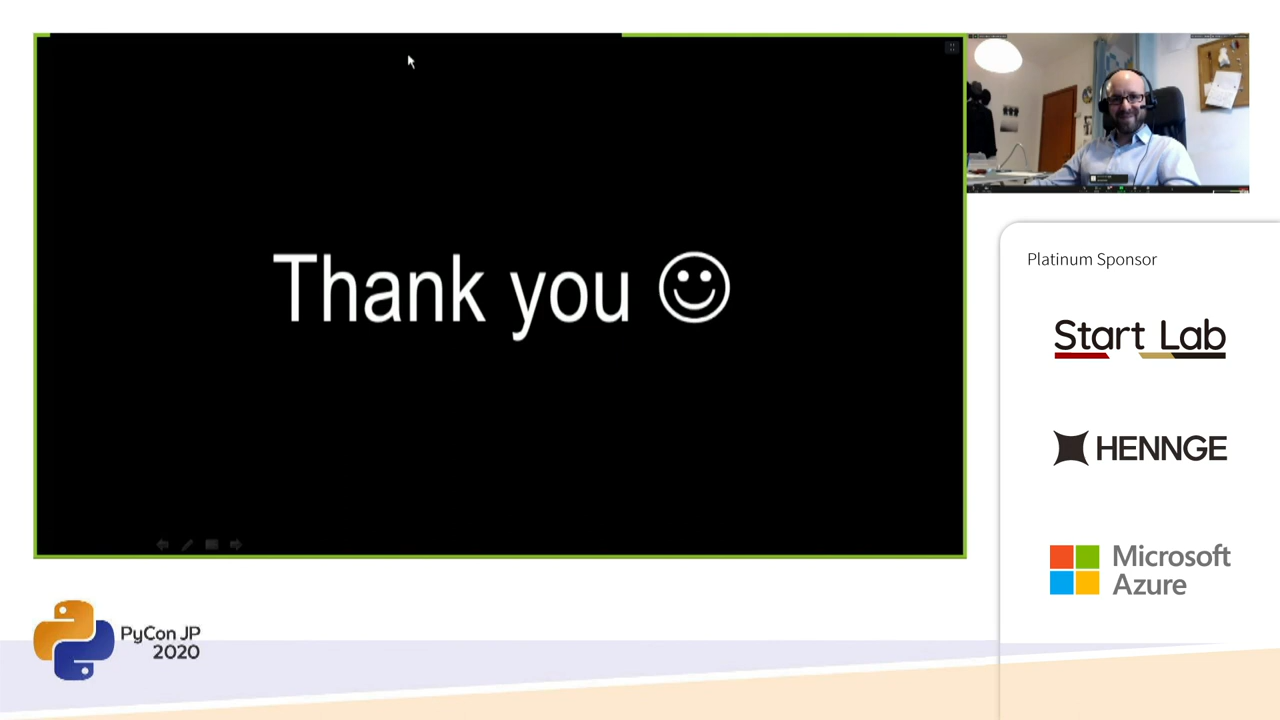 Thank you ☺
Platinum Sponsor
Start Lab
HENNGE
Microsoft
Azure
PyCon JP
2020